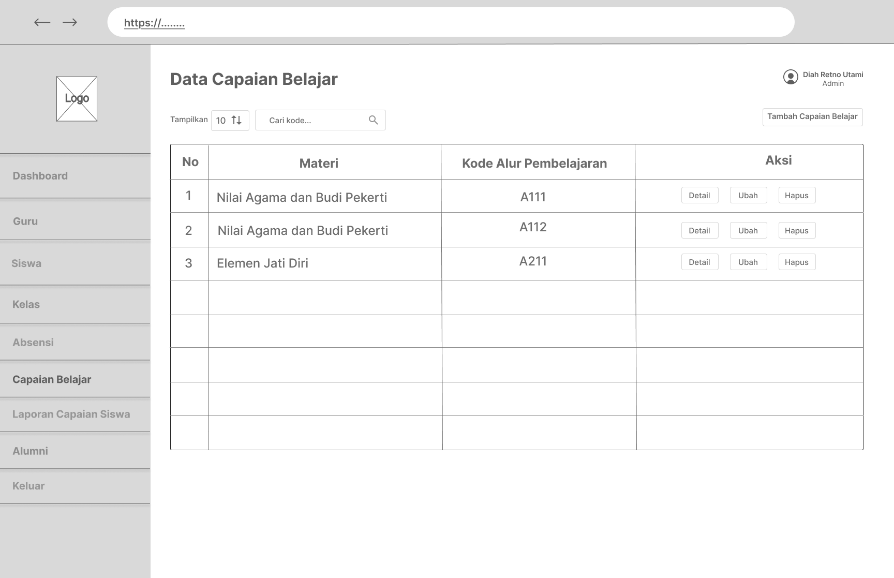 https://........
Logo
Dashboard
Guru
Siswa
Kelas
Absensi
Capaian Belajar
Laporan Capaian Siswa
Alumni
Keluar
Data Capaian Belajar
Diah Retno Utami
Admin
Tampilkan 10 Cari kode... Tambah Capaian Belajar
No Materi Kode Alur Pembelajaran Aksi
1 Nilai Agama dan Budi Pekerti A111 Detail Ubah Hapus
2 Nilai Agama dan Budi Pekerti A112 Detail Ubah Hapus
3 Elemen Jati Diri A211 Detail Ubah Hapus